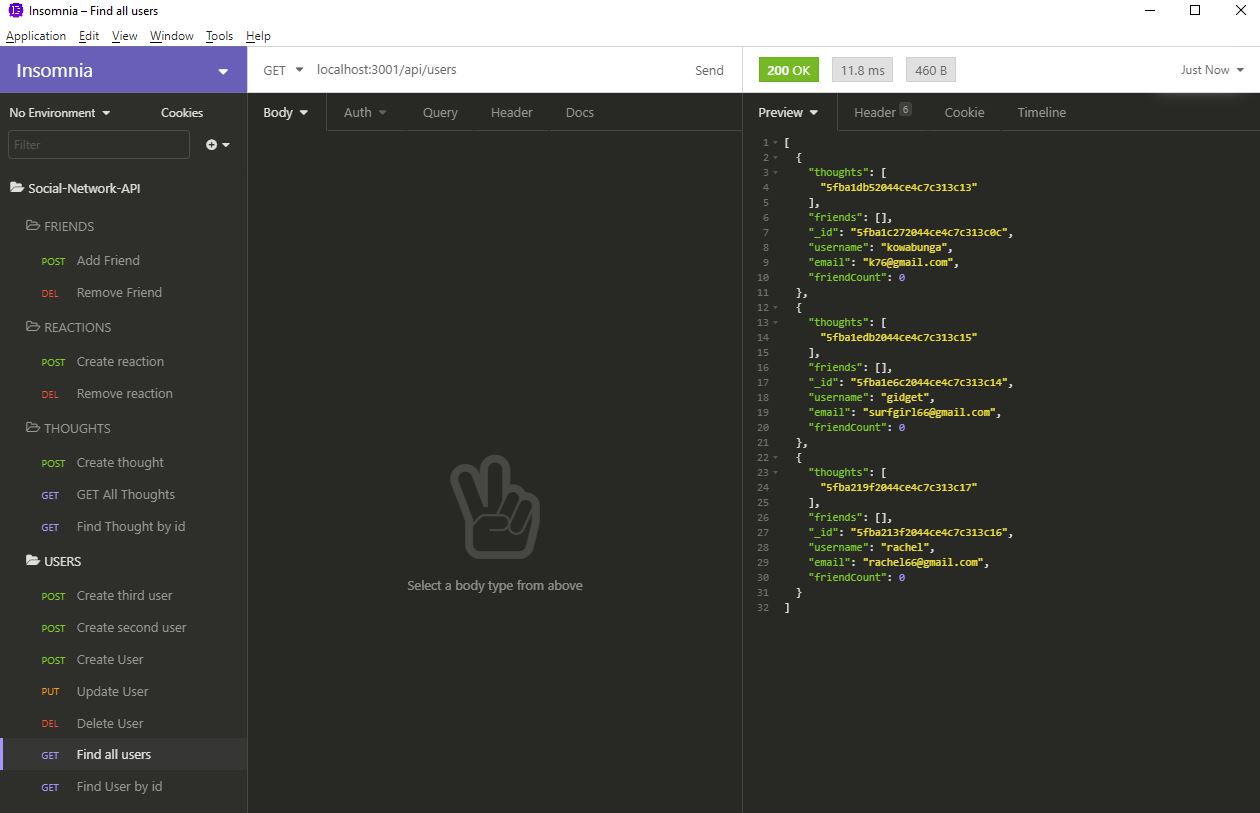 Insomnia – Find all users
Application Edit View Window Tools Help
Insomnia
GET localhost:3001/api/users Send
200 OK 11.8 ms 460 B Just Now
No Environment Cookies
Filter
Social-Network-API
FRIENDS
POST Add Friend
DEL Remove Friend
REACTIONS
POST Create reaction
DEL Remove reaction
THOUGHTS
POST Create thought
GET GET All Thoughts
GET Find Thought by id
USERS
POST Create third user
POST Create second user
POST Create User
PUT Update User
DEL Delete User
GET Find all users
GET Find User by id
Body Auth Query Header Docs
Select a body type from above
Preview Header 6 Cookie Timeline
1 [
2 {
3 "thoughts": [
4 "5fba1db52044ce4c7c313c13"
5 ],
6 "friends": [],
7 "_id": "5fba1c272044ce4c7c313c0c",
8 "username": "kowabunga",
9 "email": "k76@gmail.com",
10 "friendCount": 0
11 },
12 {
13 "thoughts": [
14 "5fba1edb2044ce4c7c313c15"
15 ],
16 "friends": [],
17 "_id": "5fba1e6c2044ce4c7c313c14",
18 "username": "gidget",
19 "email": "surfgirl66@gmail.com",
20 "friendCount": 0
21 },
22 {
23 "thoughts": [
24 "5fba219f2044ce4c7c313c17"
25 ],
26 "friends": [],
27 "_id": "5fba213f2044ce4c7c313c16",
28 "username": "rachel",
29 "email": "rachel66@gmail.com",
30 "friendCount": 0
31 }
32 ]